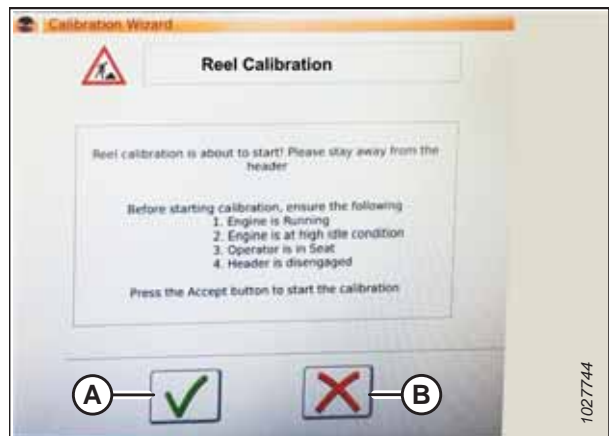 Calibration Wizard
Reel Calibration
Reel calibration is about to start! Please stay away from the
header
Before starting calibration, ensure the following
1. Engine is Running
2. Engine is at high idle condition
3. Operator is in Seat
4. Header is disengaged
Press the Accept button to start the calibration
A
B
1027744